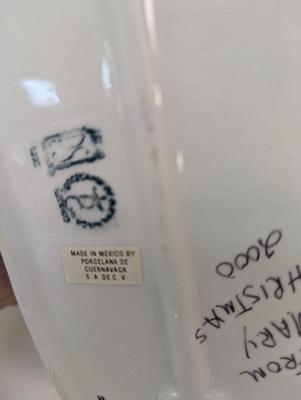 MADE IN MEXICO BY
PORCELANA DE
CUERNAVACA
S A DE C. V.
FROM
MARY
CHRISTMAS
2000